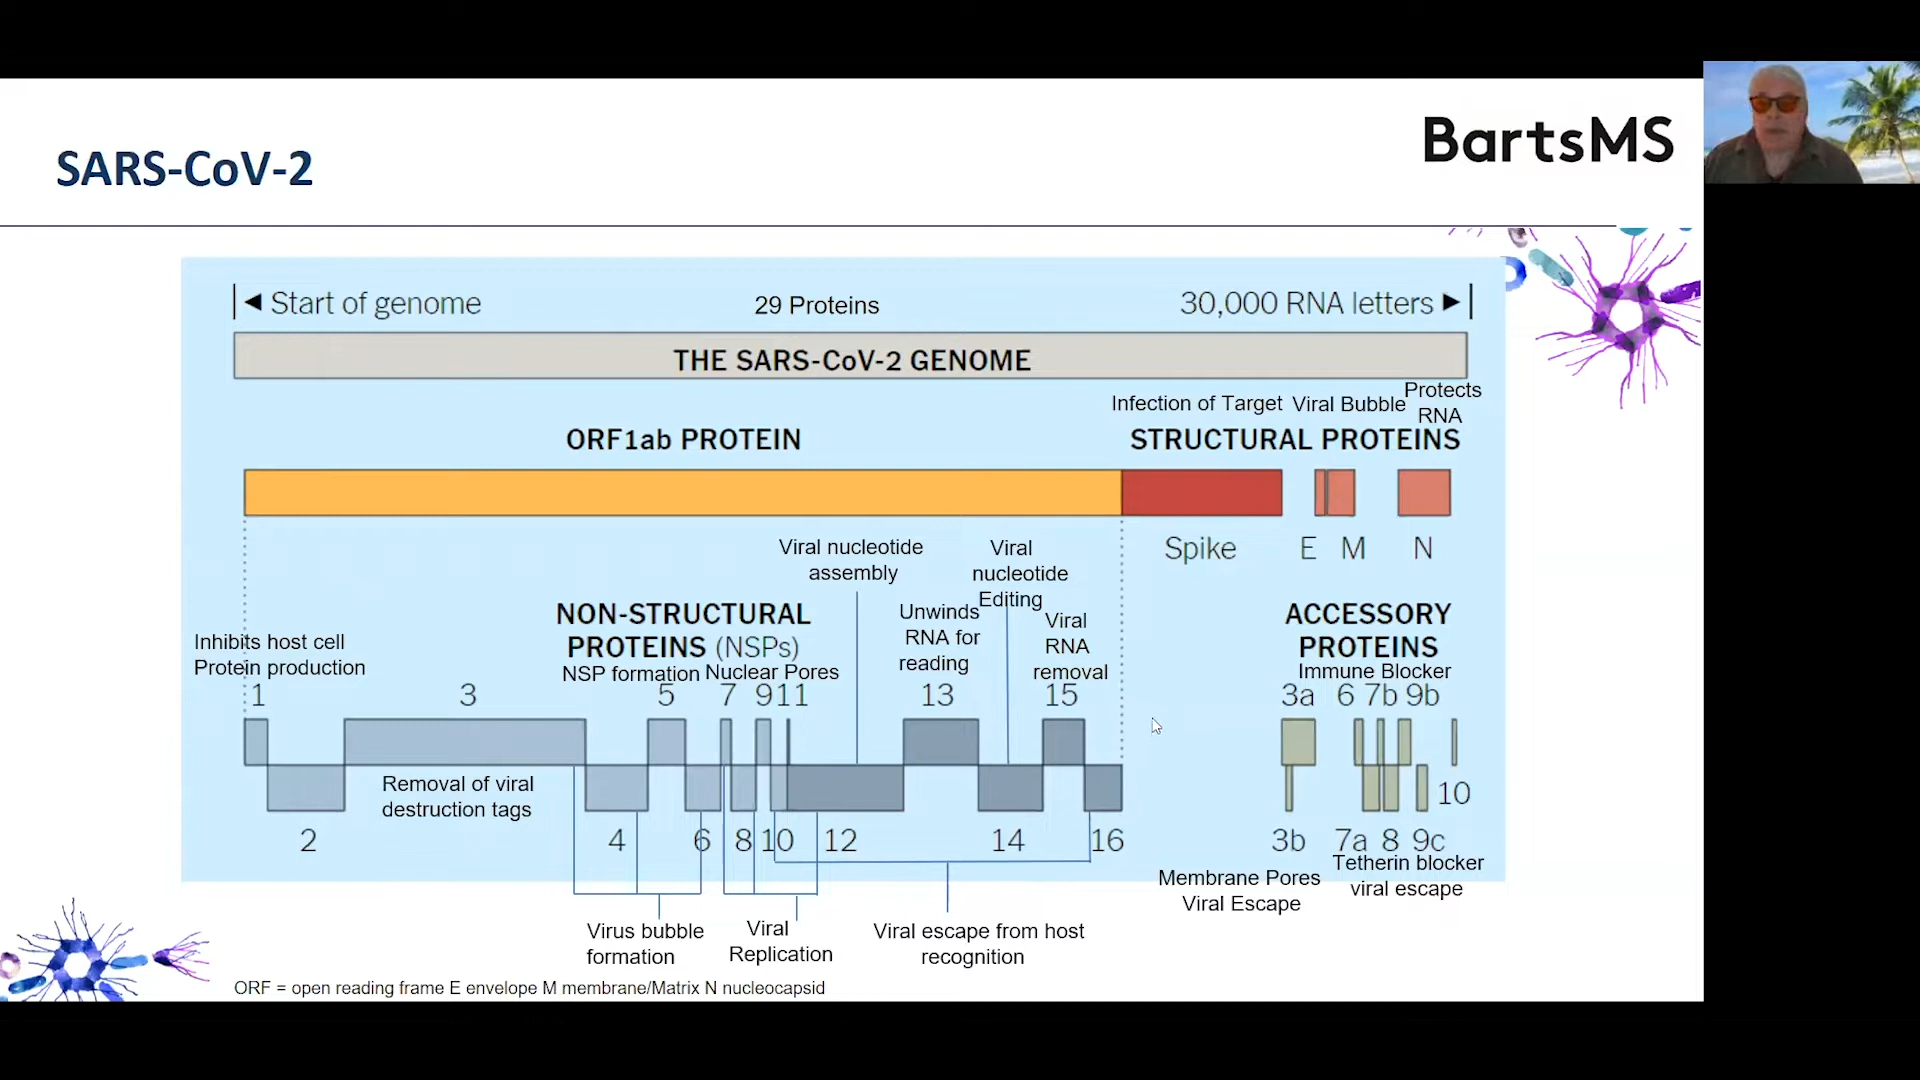 SARS-CoV-2
BartsMS
◄ Start of genome
29 Proteins
30,000 RNA letters ►
THE SARS-CoV-2 GENOME
Infection of Target
Viral Bubble
Protects
RNA
ORF1ab PROTEIN
STRUCTURAL PROTEINS
Spike
E
M
N
Viral nucleotide
assembly
Viral
nucleotide
Editing
NON-STRUCTURAL
PROTEINS (NSPs)
Unwinds
RNA for
reading
Viral
RNA
removal
ACCESSORY
PROTEINS
Inhibits host cell
Protein production
NSP formation
Nuclear Pores
Immune Blocker
1
3
5
7
9
11
13
15
3a
6
7b
9b
Removal of viral
destruction tags
10
2
4
6
8
10
12
14
16
3b
7a
8
9c
Tetherin blocker
viral escape
Membrane Pores
Viral Escape
Virus bubble
formation
Viral
Replication
Viral escape from host
recognition
ORF = open reading frame E envelope M membrane/Matrix N nucleocapsid